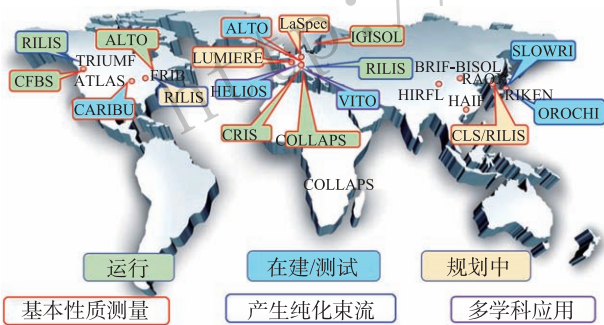 LaSpec
ALTO
ALTO
IGISOL
RILIS
TRIUMF
LUMIERE
SLOWRI
CFBS
ATLAS
FRIB
RILIS
BRIF-BISOL
RAON
HELIOS
VITO
HIRFL
RIKEN
CARIBU
RILIS
HAIF
OROCHI
CRIS
COLLAPS
CLS/RILIS
COLLAPS
运行
在建/测试
规划中
基本性质测量
产生纯化束流
多学科应用